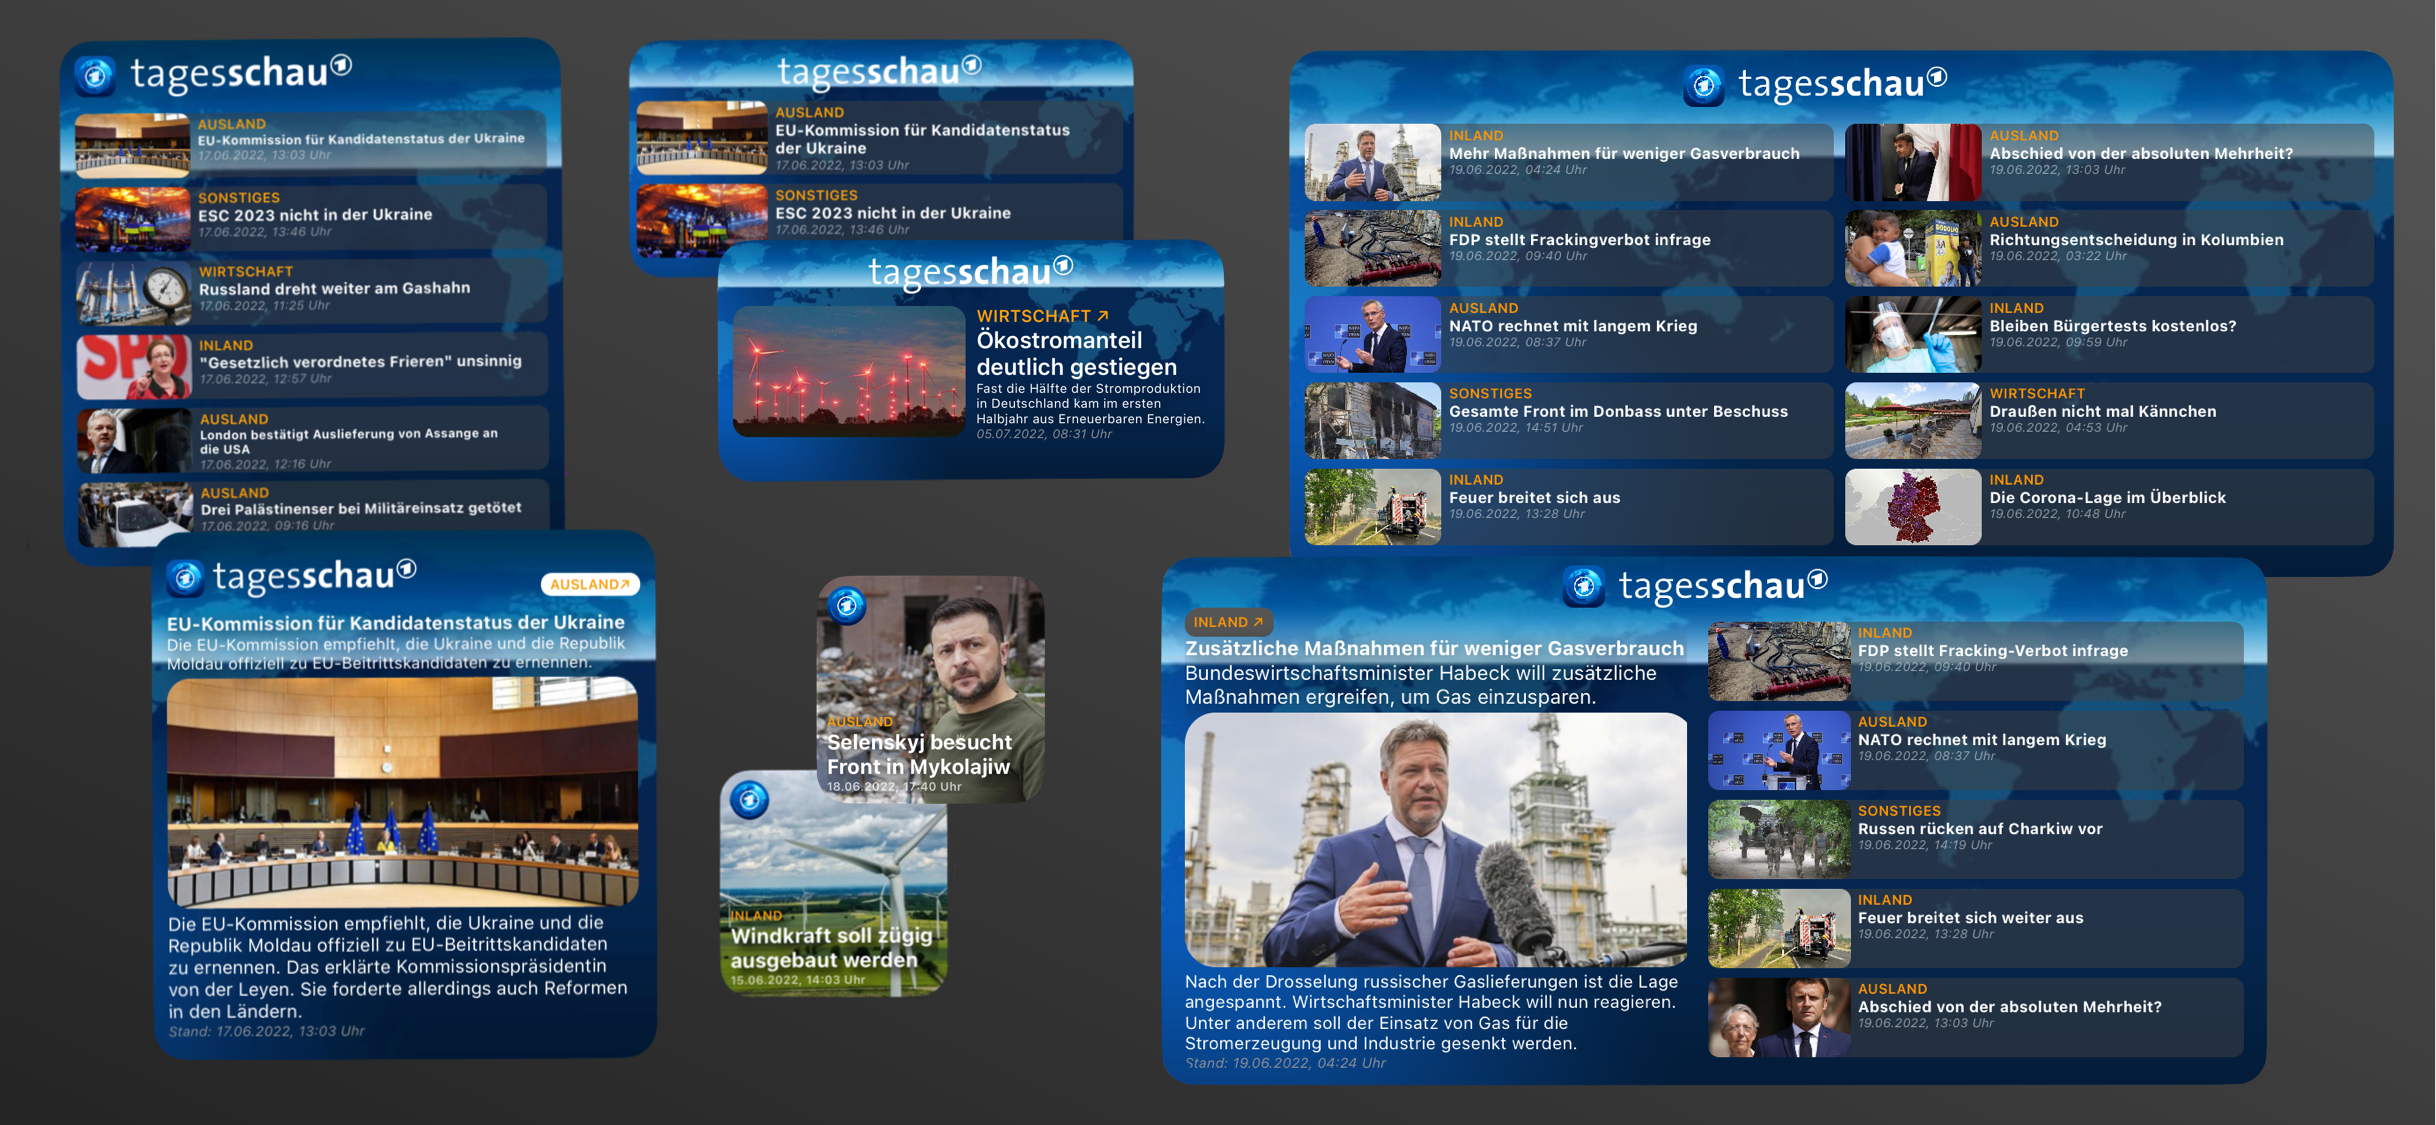 tagesschau
AUSLAND
EU-Kommission für Kandidatenstatus der Ukraine
17.06.2022, 13:03 Uhr
SONSTIGES
ESC 2023 nicht in der Ukraine
17.06.2022, 13:46 Uhr
WIRTSCHAFT
Russland dreht weiter am Gashahn
17.06.2022, 11:25 Uhr
INLAND
"Gesetzlich verordnetes Frieren" unsinnig
17.06.2022, 12:57 Uhr
AUSLAND
London bestätigt Auslieferung von Assange an
die USA
17.06.2022, 12:16 Uhr
AUSLAND
Drei Palästinenser bei Militäreinsatz getötet
17.06.2022, 09:16 Uhr
tagesschau
AUSLAND
EU-Kommission für Kandidatenstatus
der Ukraine
17.06.2022, 13:03 Uhr
SONSTIGES
ESC 2023 nicht in der Ukraine
17.06.2022, 13:46 Uhr
tagesschau
WIRTSCHAFT ↗
Ökostromanteil
deutlich gestiegen
Fast die Hälfte der Stromproduktion
in Deutschland kam im ersten
Halbjahr aus Erneuerbaren Energien.
05.07.2022, 08:31 Uhr
tagesschau
INLAND
Mehr Maßnahmen für weniger Gasverbrauch
19.06.2022, 04:24 Uhr
INLAND
FDP stellt Frackingverbot infrage
19.06.2022, 09:40 Uhr
AUSLAND
NATO rechnet mit langem Krieg
19.06.2022, 08:37 Uhr
SONSTIGES
Gesamte Front im Donbass unter Beschuss
19.06.2022, 14:51 Uhr
INLAND
Feuer breitet sich aus
19.06.2022, 13:28 Uhr
AUSLAND
Abschied von der absoluten Mehrheit?
19.06.2022, 13:03 Uhr
AUSLAND
Richtungsentscheidung in Kolumbien
19.06.2022, 03:22 Uhr
INLAND
Bleiben Bürgertests kostenlos?
19.06.2022, 09:59 Uhr
WIRTSCHAFT
Draußen nicht mal Kännchen
19.06.2022, 04:53 Uhr
INLAND
Die Corona-Lage im Überblick
19.06.2022, 10:48 Uhr
tagesschau
AUSLAND↗
EU-Kommission für Kandidatenstatus der Ukraine
Die EU-Kommission empfiehlt, die Ukraine und die Republik
Moldau offiziell zu EU-Beitrittskandidaten zu ernennen.
Die EU-Kommission empfiehlt, die Ukraine und die
Republik Moldau offiziell zu EU-Beitrittskandidaten
zu ernennen. Das erklärte Kommissionspräsidentin
von der Leyen. Sie forderte allerdings auch Reformen
in den Ländern.
Stand: 17.06.2022, 13:03 Uhr
AUSLAND
Selenskyj besucht
Front in Mykolajiw
18.06.2022, 17:40 Uhr
INLAND
Windkraft soll zügig
ausgebaut werden
15.06.2022, 14:03 Uhr
tagesschau
INLAND ↗
Zusätzliche Maßnahmen für weniger Gasverbrauch
Bundeswirtschaftsminister Habeck will zusätzliche
Maßnahmen ergreifen, um Gas einzusparen.
Nach der Drosselung russischer Gaslieferungen ist die Lage
angespannt. Wirtschaftsminister Habeck will nun reagieren.
Unter anderem soll der Einsatz von Gas für die
Stromerzeugung und Industrie gesenkt werden.
Stand: 19.06.2022, 04:24 Uhr
INLAND
FDP stellt Fracking-Verbot infrage
19.06.2022, 09:40 Uhr
AUSLAND
NATO rechnet mit langem Krieg
19.06.2022, 08:37 Uhr
SONSTIGES
Russen rücken auf Charkiw vor
19.06.2022, 14:19 Uhr
INLAND
Feuer breitet sich weiter aus
19.06.2022, 13:28 Uhr
AUSLAND
Abschied von der absoluten Mehrheit?
19.06.2022, 13:03 Uhr